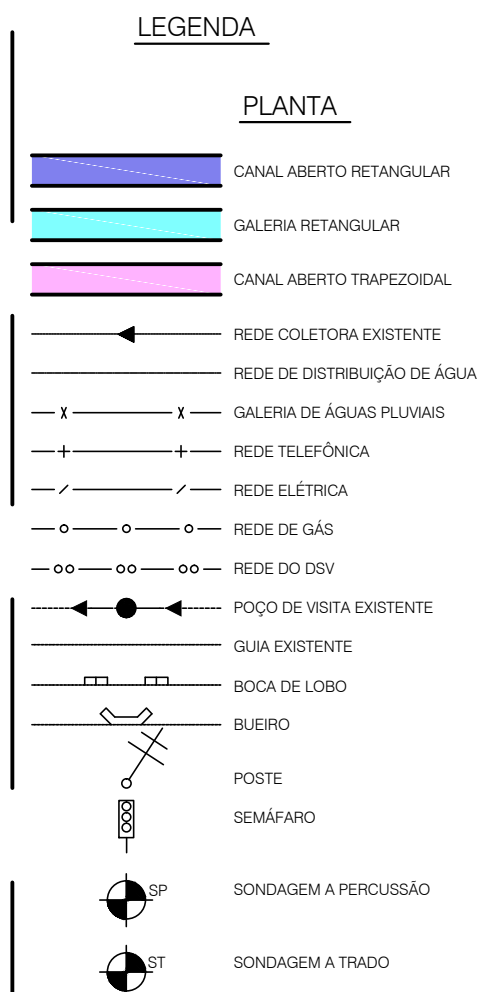 LEGENDA
PLANTA
CANAL ABERTO RETANGULAR
GALERIA RETANGULAR
CANAL ABERTO TRAPEZOIDAL
REDE COLETORA EXISTENTE
REDE DE DISTRIBUIÇÃO DE ÁGUA
GALERIA DE ÁGUAS PLUVIAIS
REDE TELEFÔNICA
REDE ELÉTRICA
REDE DE GÁS
REDE DO DSV
POÇO DE VISITA EXISTENTE
GUIA EXISTENTE
BOCA DE LOBO
BUEIRO
POSTE
SEMÁFARO
SP SONDAGEM A PERCUSSÃO
ST SONDAGEM A TRADO